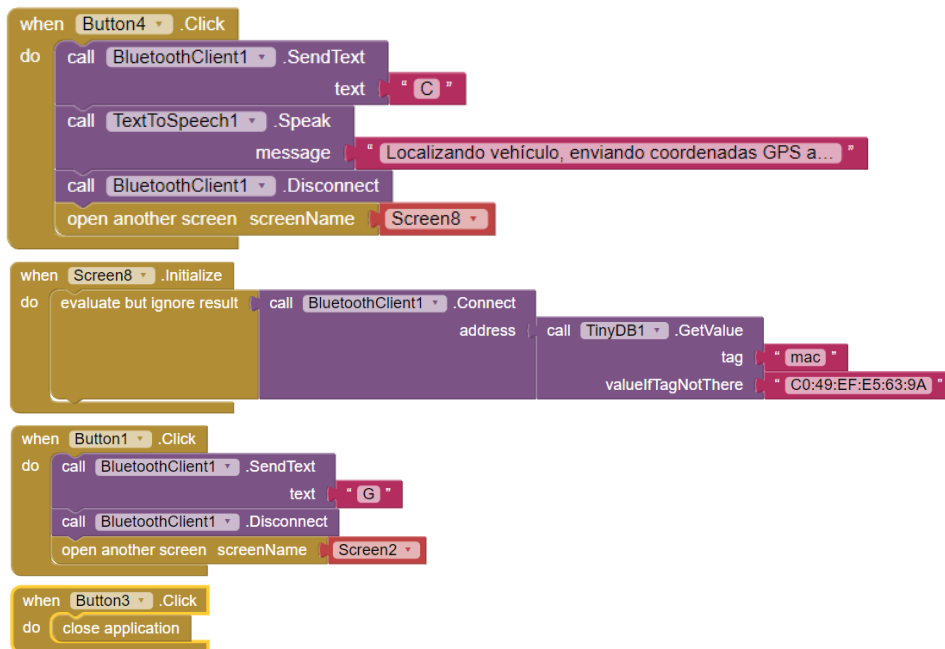 when Button4 .Click
do call BluetoothClient1 .SendText
text " C "
call TextToSpeech1 .Speak
message " Localizando vehículo, enviando coordenadas GPS a... "
call BluetoothClient1 .Disconnect
open another screen screenName Screen8
when Screen8 .Initialize
do evaluate but ignore result call BluetoothClient1 .Connect
address call TinyDB1 .GetValue
tag " mac "
valueIfTagNotThere " C0:49:EF:E5:63:9A "
when Button1 .Click
do call BluetoothClient1 .SendText
text " G "
call BluetoothClient1 .Disconnect
open another screen screenName Screen2
when Button3 .Click
do close application